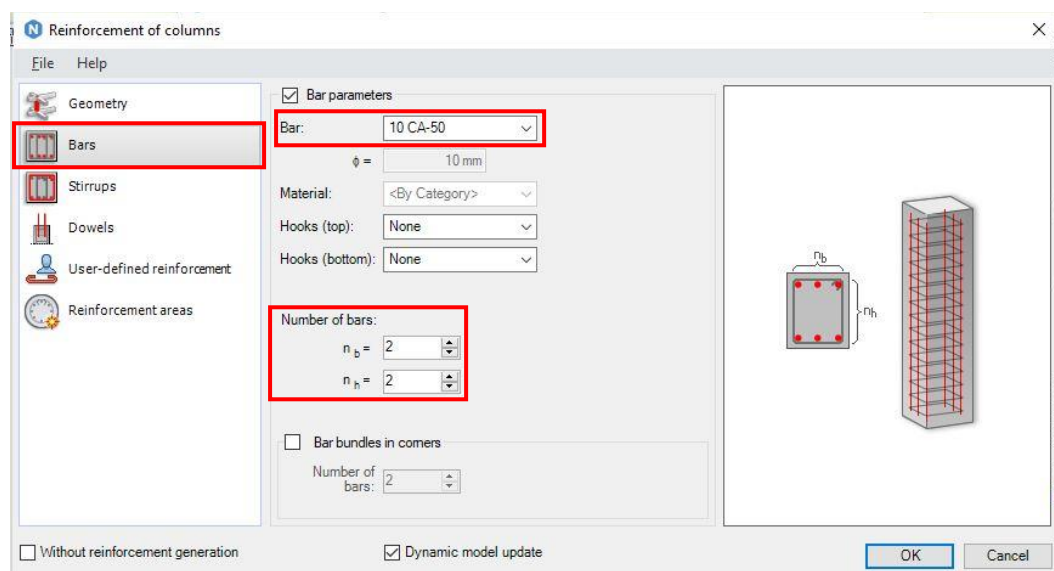 Reinforcement of columns
File Help
Geometry
Bars
Stirrups
Dowels
User-defined reinforcement
Reinforcement areas
Bar parameters
Bar: 10 CA-50
ϕ = 10 mm
Material: <By Category>
Hooks (top): None
Hooks (bottom): None
Number of bars:
n b = 2
n h = 2
Bar bundles in corners
Number of
bars: 2
nb
nh
Without reinforcement generation
Dynamic model update
OK Cancel